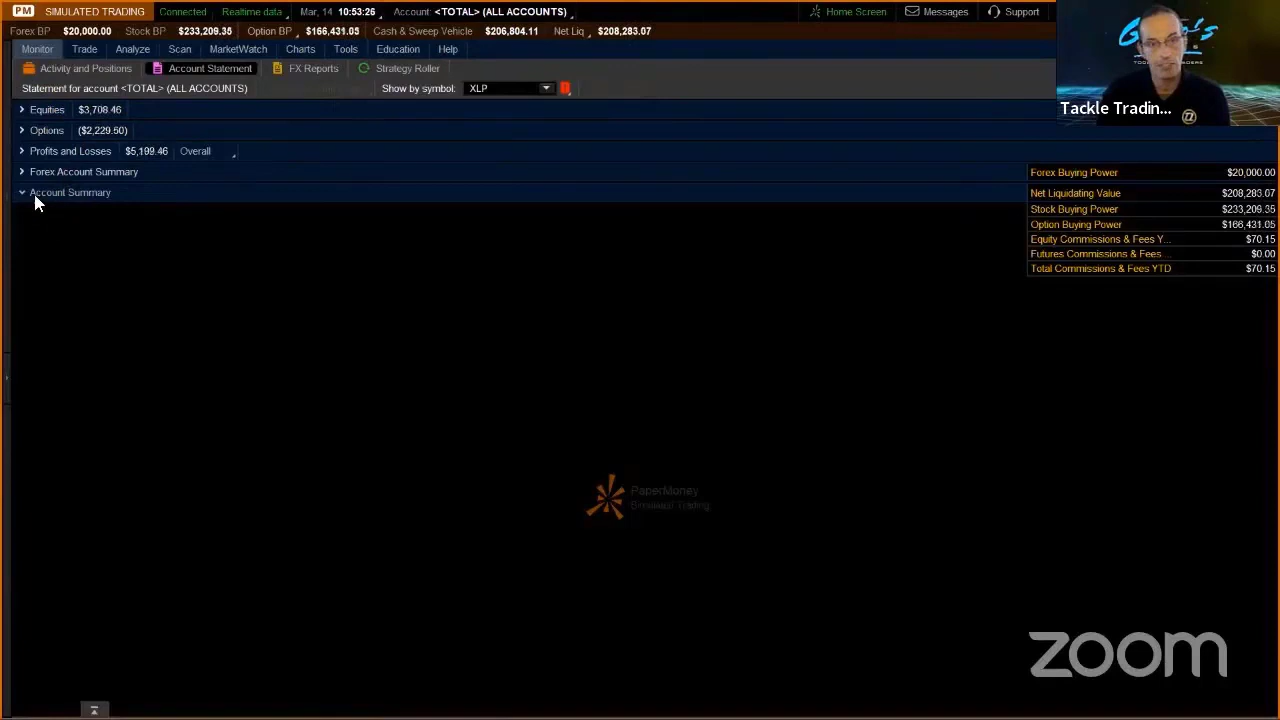 PM SIMULATED TRADING Connected Realtime data Mar, 14 10:53:26 Account: <TOTAL> (ALL ACCOUNTS) Home Screen Messages Support
Forex BP $20,000.00 Stock BP $233,209.35 Option BP $166,431.05 Cash & Sweep Vehicle $206,804.11 Net Liq $208,283.07
Monitor Trade Analyze Scan MarketWatch Charts Tools Education Help
Activity and Positions Account Statement FX Reports Strategy Roller
Statement for account <TOTAL> (ALL ACCOUNTS) Show by symbol: XLP
Tackle Tradin...
Equities $3,708.46
Options ($2,229.50)
Profits and Losses $5,199.46 Overall
Forex Account Summary
Forex Buying Power $20,000.00
Account Summary
Net Liquidating Value $208,283.07
Stock Buying Power $233,209.35
Option Buying Power $166,431.05
Equity Commissions & Fees Y... $70.15
Futures Commissions & Fees ... $0.00
Total Commissions & Fees YTD $70.15
PaperMoney
Simulated Trading
zoom